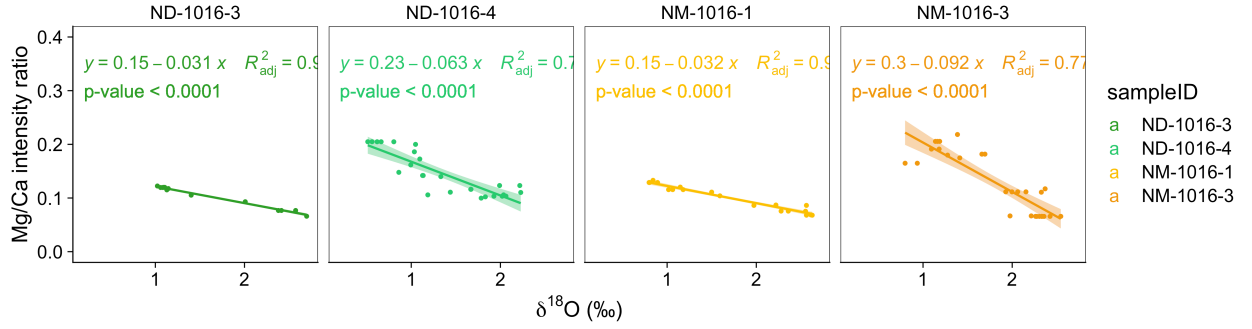 ND-1016-3
ND-1016-4
NM-1016-1
NM-1016-3
Mg/Ca intensity ratio
0.4
0.3
0.2
0.1
0.0
y = 0.15 – 0.031 x R²adj = 0.9
p-value < 0.0001
y = 0.23 – 0.063 x R²adj = 0.7
p-value < 0.0001
y = 0.15 – 0.032 x R²adj = 0.9
p-value < 0.0001
y = 0.3 – 0.092 x R²adj = 0.77
p-value < 0.0001
1 2
1 2
1 2
1 2
δ¹⁸O (‰)
sampleID
a ND-1016-3
a ND-1016-4
a NM-1016-1
a NM-1016-3